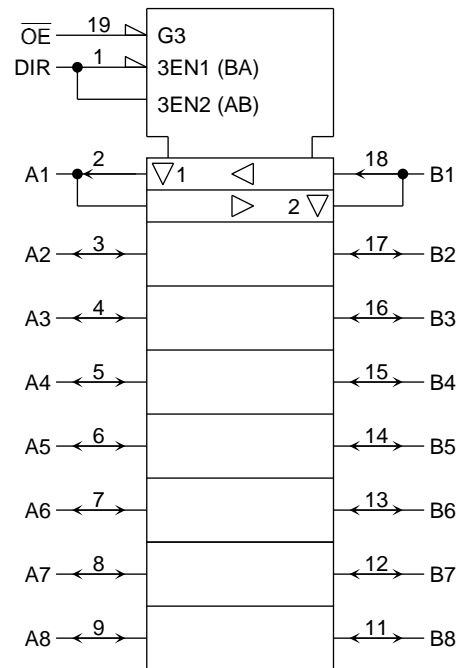 OE 19 G3
DIR 1 3EN1 (BA)
3EN2 (AB)
A1 2 1 18 B1
2
A2 3 17 B2
A3 4 16 B3
A4 5 15 B4
A5 6 14 B5
A6 7 13 B6
A7 8 12 B7
A8 9 11 B8